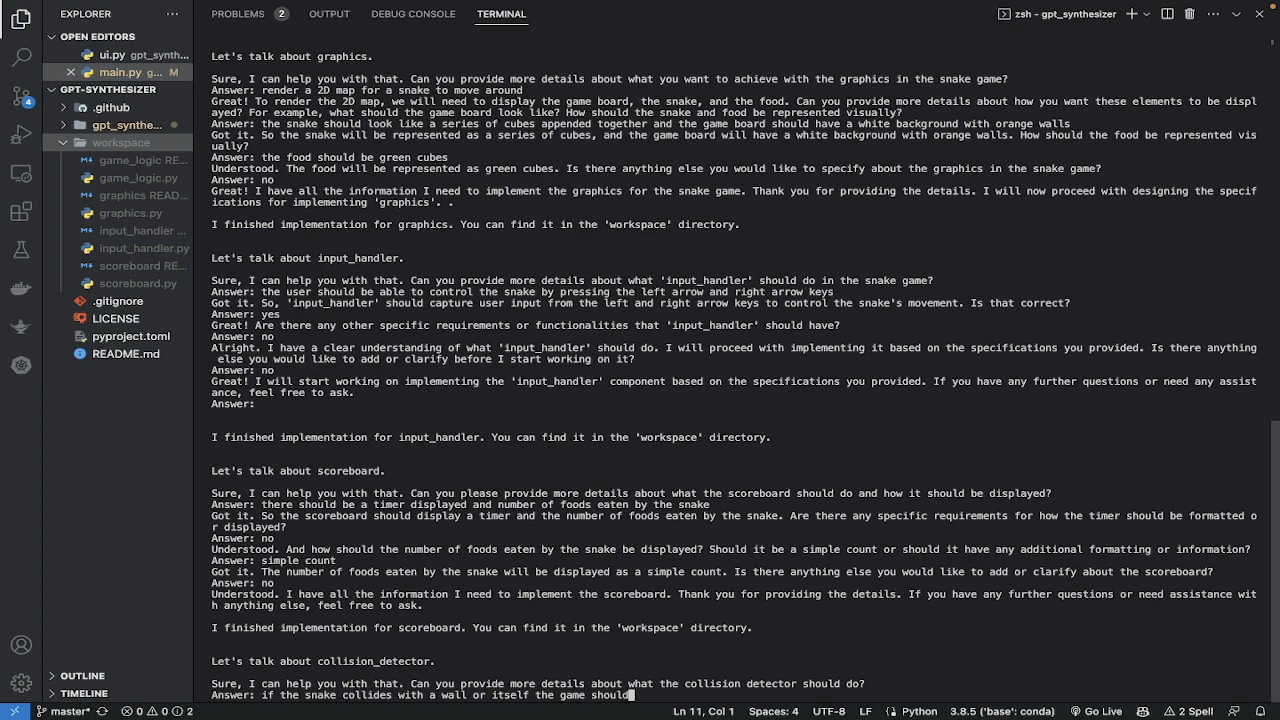 EXPLORER
PROBLEMS 2 OUTPUT DEBUG CONSOLE TERMINAL
zsh - gpt_synthesizer
OPEN EDITORS
ui.py gpt_synth...
main.py g... M
GPT-SYNTHESIZER
.github
gpt_synthe...
workspace
game_logic RE...
game_logic.py
graphics READ...
graphics.py
input_handler ...
input_handler.py
scoreboard RE...
scoreboard.py
.gitignore
LICENSE
pyproject.toml
README.md
OUTLINE
TIMELINE
4
Let's talk about graphics.
Sure, I can help you with that. Can you provide more details about what you want to achieve with the graphics in the snake game?
Answer: render a 2D map for a snake to move around
Great! To render the 2D map, we will need to display the game board, the snake, and the food. Can you provide more details about how you want these elements to be displ
ayed? For example, what should the game board look like? How should the snake and food be represented visually?
Answer: the snake should look like a series of cubes appended together and the game board should have a white background with orange walls
Got it. So the snake will be represented as a series of cubes, and the game board will have a white background with orange walls. How should the food be represented vis
ually?
Answer: the food should be green cubes
Understood. The food will be represented as green cubes. Is there anything else you would like to specify about the graphics in the snake game?
Answer: no
Great! I have all the information I need to implement the graphics for the snake game. Thank you for providing the details. I will now proceed with designing the specif
ications for implementing 'graphics'. .
I finished implementation for graphics. You can find it in the 'workspace' directory.
Let's talk about input_handler.
Sure, I can help you with that. Can you provide more details about what 'input_handler' should do in the snake game?
Answer: the user should be able to control the snake by pressing the left arrow and right arrow keys
Got it. So, 'input_handler' should capture user input from the left and right arrow keys to control the snake's movement. Is that correct?
Answer: yes
Great! Are there any other specific requirements or functionalities that 'input_handler' should have?
Answer: no
Alright. I have a clear understanding of what 'input_handler' should do. I will proceed with implementing it based on the specifications you provided. Is there anything
else you would like to add or clarify before I start working on it?
Answer: no
Great! I will start working on implementing the 'input_handler' component based on the specifications you provided. If you have any further questions or need any assist
ance, feel free to ask.
Answer:
I finished implementation for input_handler. You can find it in the 'workspace' directory.
Let's talk about scoreboard.
Sure, I can help you with that. Can you please provide more details about what the scoreboard should do and how it should be displayed?
Answer: there should be a timer displayed and number of foods eaten by the snake
Got it. So the scoreboard should display a timer and the number of foods eaten by the snake. Are there any specific requirements for how the timer should be formatted o
r displayed?
Answer: no
Understood. And how should the number of foods eaten by the snake be displayed? Should it be a simple count or should it have any additional formatting or information?
Answer: simple count
Got it. The number of foods eaten by the snake will be displayed as a simple count. Is there anything else you would like to add or clarify about the scoreboard?
Answer: no
Understood. I have all the information I need to implement the scoreboard. Thank you for providing the details. If you have any further questions or need assistance wit
h anything else, feel free to ask.
I finished implementation for scoreboard. You can find it in the 'workspace' directory.
Let's talk about collision_detector.
Sure, I can help you with that. Can you provide more details about what the collision detector should do?
Answer: if the snake collides with a wall or itself the game should
master* 0 0 2 Ln 11, Col 1 Spaces: 4 UTF-8 LF Python 3.8.5 ('base': conda) Go Live 2 Spell